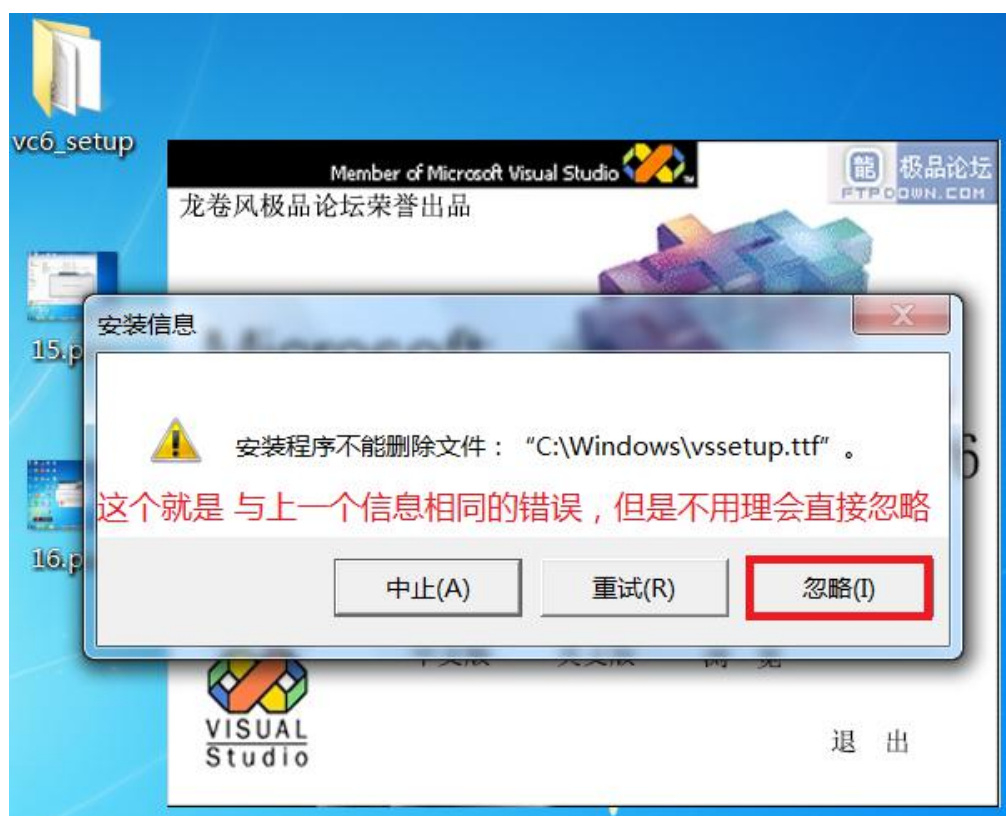 vc6_setup
Member of Microsoft Visual Studio
極品论坛
FTPDOWN.COM
龙卷风极品论坛荣誉出品
15.p
安装信息
安装程序不能删除文件：“C:\Windows\vssetup.ttf”。
这个就是 与上一个信息相同的错误，但是不用理会直接忽略
16.p
中止(A)
重试(R)
忽略(I)
VISUAL
Studio
退 出